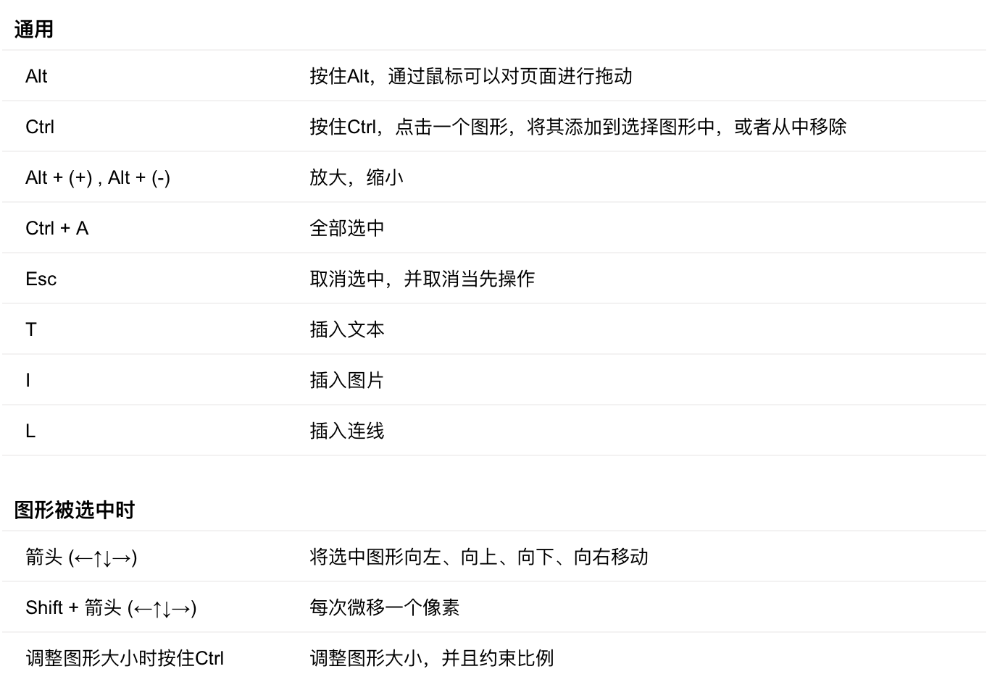 通用
Alt 按住Alt，通过鼠标可以对页面进行拖动
Ctrl 按住Ctrl，点击一个图形，将其添加到选择图形中，或者从中移除
Alt + (+) , Alt + (-) 放大，缩小
Ctrl + A 全部选中
Esc 取消选中，并取消当先操作
T 插入文本
I 插入图片
L 插入连线
图形被选中时
箭头 (←↑↓→) 将选中图形向左、向上、向下、向右移动
Shift + 箭头 (←↑↓→) 每次微移一个像素
调整图形大小时按住Ctrl 调整图形大小，并且约束比例